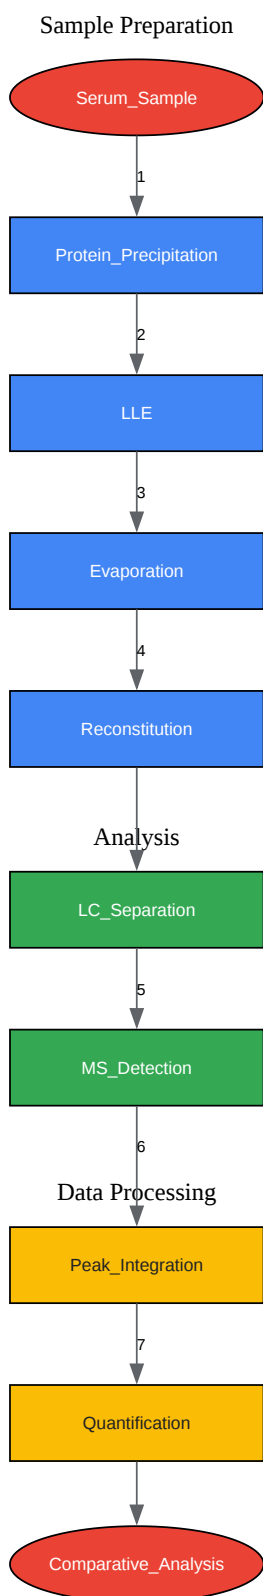 Sample Preparation
Serum_Sample
1
Protein_Precipitation
2
LLE
3
Evaporation
4
Reconstitution
Analysis
LC_Separation
5
MS_Detection
6
Data Processing
Peak_Integration
7
Quantification
Comparative_Analysis